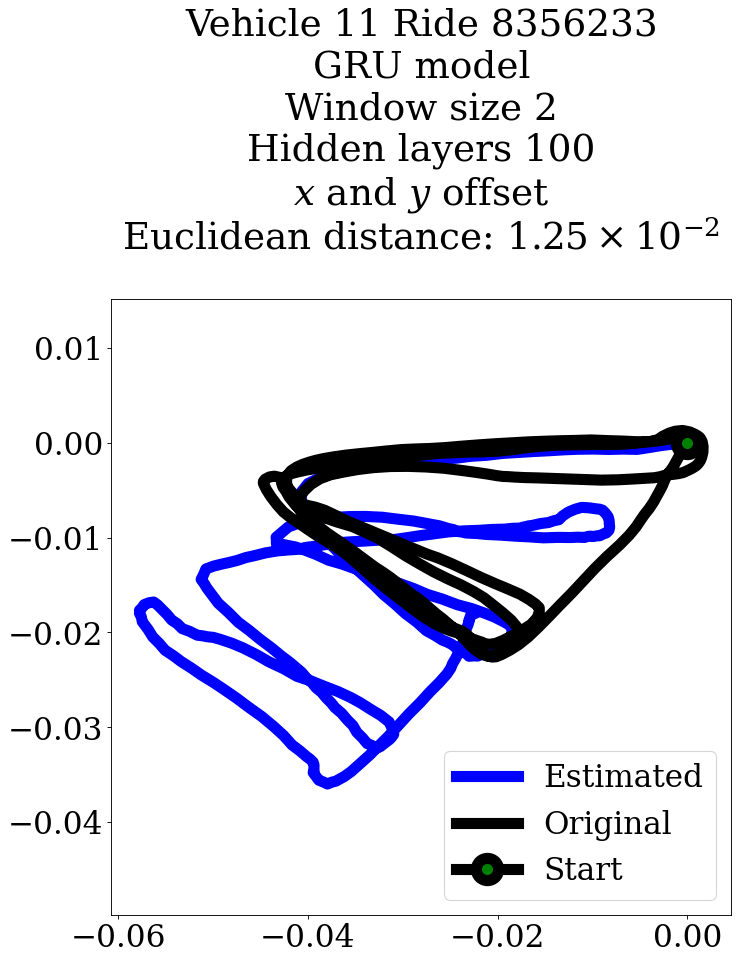 Vehicle 11 Ride 8356233
GRU model
Window size 2
Hidden layers 100
x and y offset
Euclidean distance: 1.25 × 10⁻²
0.01
0.00
−0.01
−0.02
−0.03
−0.04
Estimated
Original
Start
−0.06
−0.04
−0.02
0.00